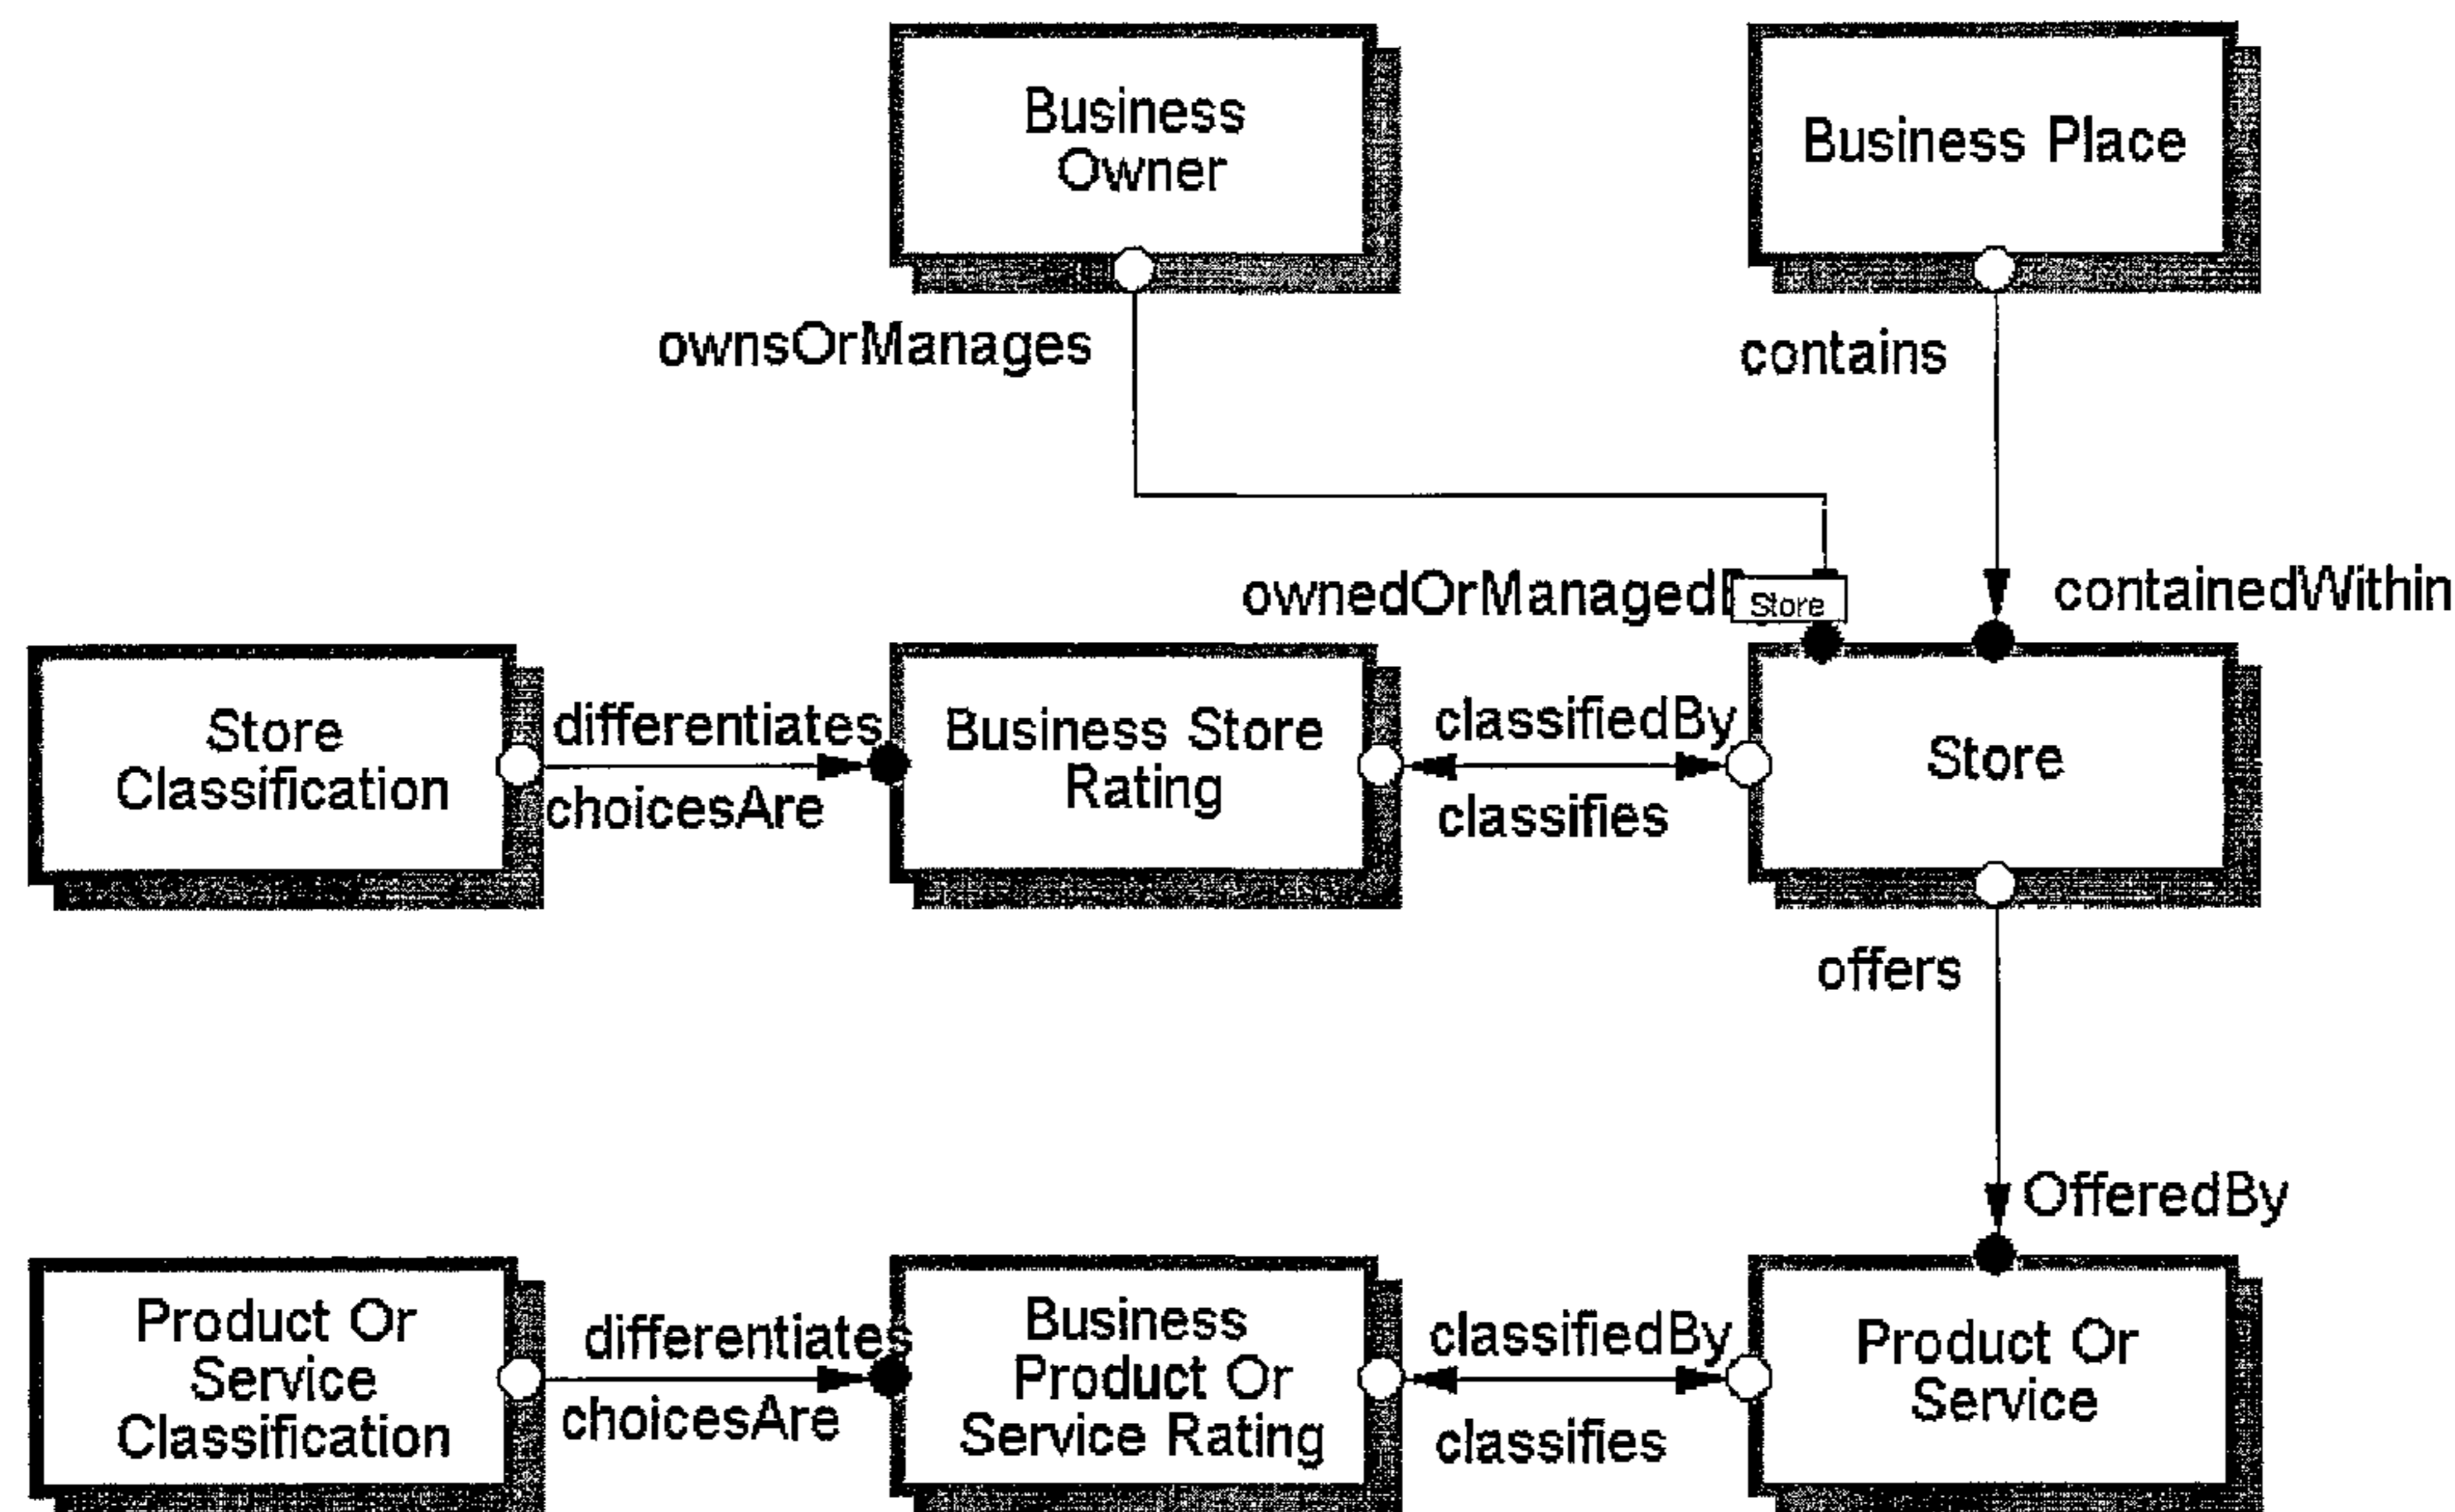 Business
Owner
Business Place
ownsOrManages
contains
ownedOrManaged
Store
containedWithin
Store
Classification
differentiates
choicesAre
Business Store
Rating
classifiedBy
classifies
Store
offers
OfferedBy
Product Or
Service
Classification
differentiates
choicesAre
Business
Product Or
Service Rating
classifiedBy
classifies
Product Or
Service